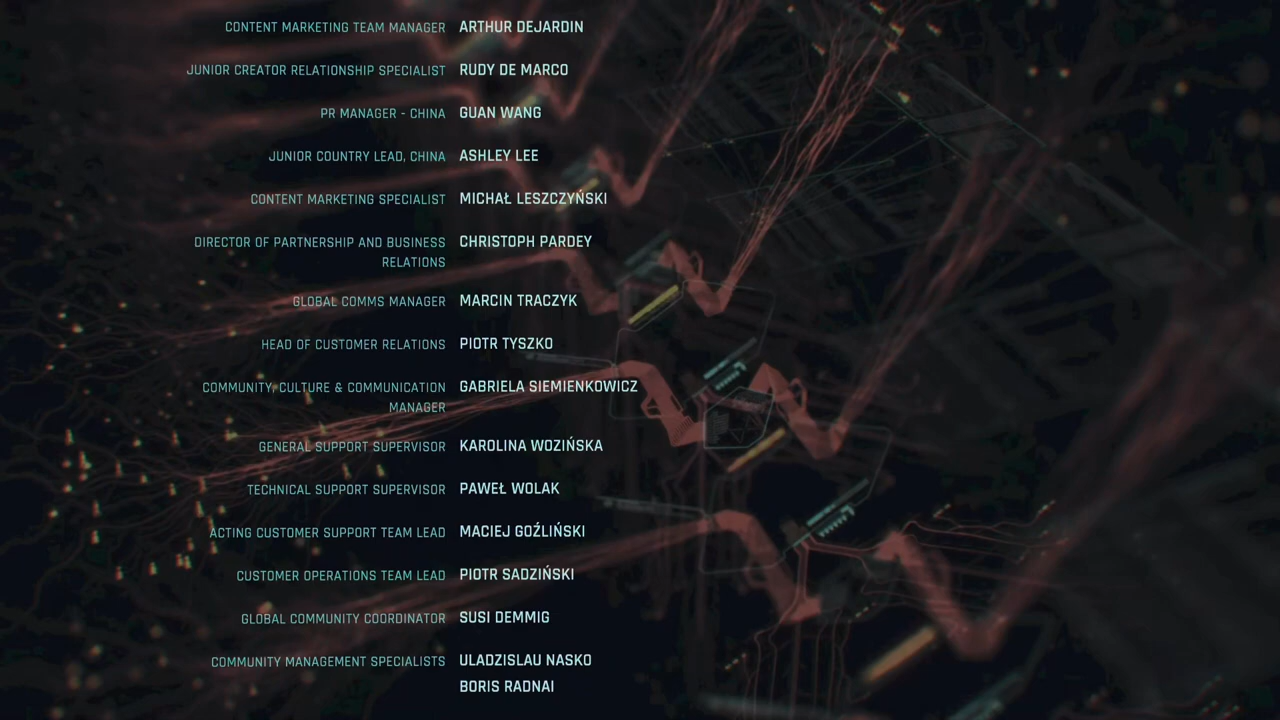 CONTENT MARKETING TEAM MANAGER ARTHUR DEJARDIN
JUNIOR CREATOR RELATIONSHIP SPECIALIST RUDY DE MARCO
PR MANAGER - CHINA GUAN WANG
JUNIOR COUNTRY LEAD, CHINA ASHLEY LEE
CONTENT MARKETING SPECIALIST MICHAŁ LESZCZYŃSKI
DIRECTOR OF PARTNERSHIP AND BUSINESS CHRISTOPH PARDEY
RELATIONS
GLOBAL COMMS MANAGER MARCIN TRACZYK
HEAD OF CUSTOMER RELATIONS PIOTR TYSZKO
COMMUNITY, CULTURE & COMMUNICATION GABRIELA SIEMIENKOWICZ
MANAGER
GENERAL SUPPORT SUPERVISOR KAROLINA WOZIŃSKA
TECHNICAL SUPPORT SUPERVISOR PAWEŁ WOLAK
ACTING CUSTOMER SUPPORT TEAM LEAD MACIEJ GOŹLIŃSKI
CUSTOMER OPERATIONS TEAM LEAD PIOTR SADZIŃSKI
GLOBAL COMMUNITY COORDINATOR SUSI DEMMIG
COMMUNITY MANAGEMENT SPECIALISTS ULADZISLAU NASKO
BORIS RADNAI